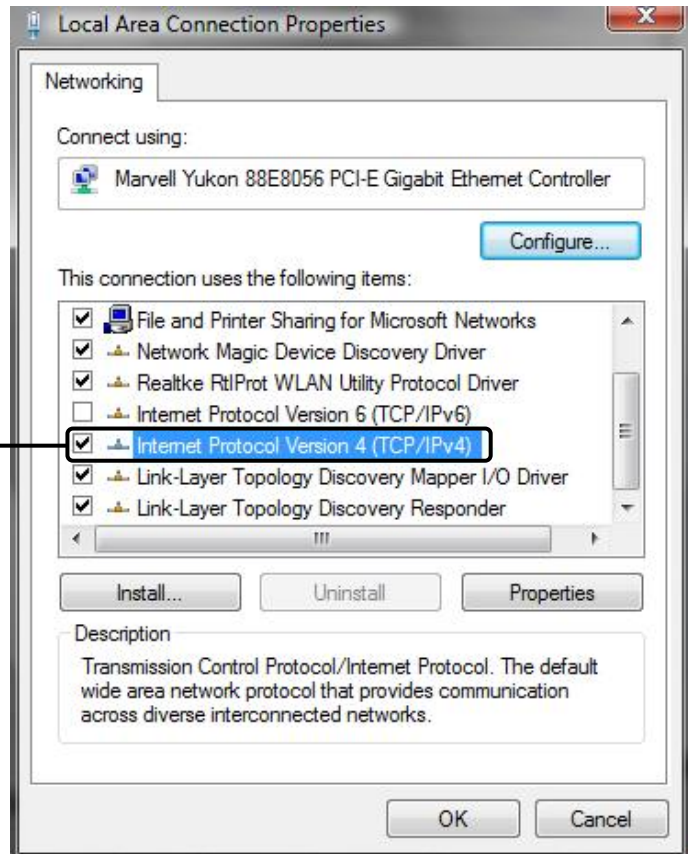 Local Area Connection Properties
Networking
Connect using:
Marvell Yukon 88E8056 PCI-E Gigabit Ethernet Controller
Configure...
This connection uses the following items:
File and Printer Sharing for Microsoft Networks
Network Magic Device Discovery Driver
Realtke RtlProt WLAN Utility Protocol Driver
Internet Protocol Version 6 (TCP/IPv6)
Internet Protocol Version 4 (TCP/IPv4)
Link-Layer Topology Discovery Mapper I/O Driver
Link-Layer Topology Discovery Responder
Install... Uninstall Properties
Description
Transmission Control Protocol/Internet Protocol. The default
wide area network protocol that provides communication
across diverse interconnected networks.
OK Cancel